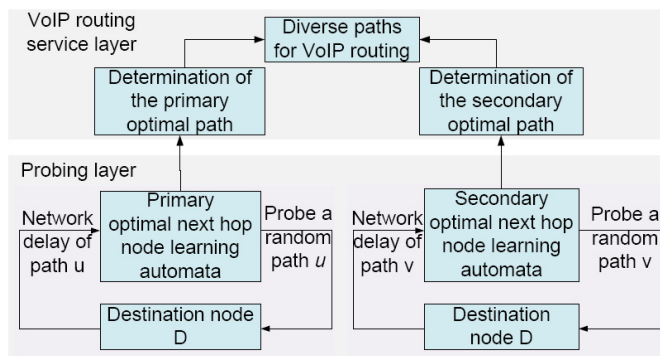 VoIP routing
service layer
Diverse paths
for VoIP routing
Determination of
the primary
optimal path
Determination of
the secondary
optimal path
Probing layer
Network
delay of
path u
Primary
optimal next hop
node learning
automata
Probe a
random
path u
Destination node
D
Network
delay of
path v
Secondary
optimal next hop
node learning
automata
Probe a
random
path v
Destination
node D